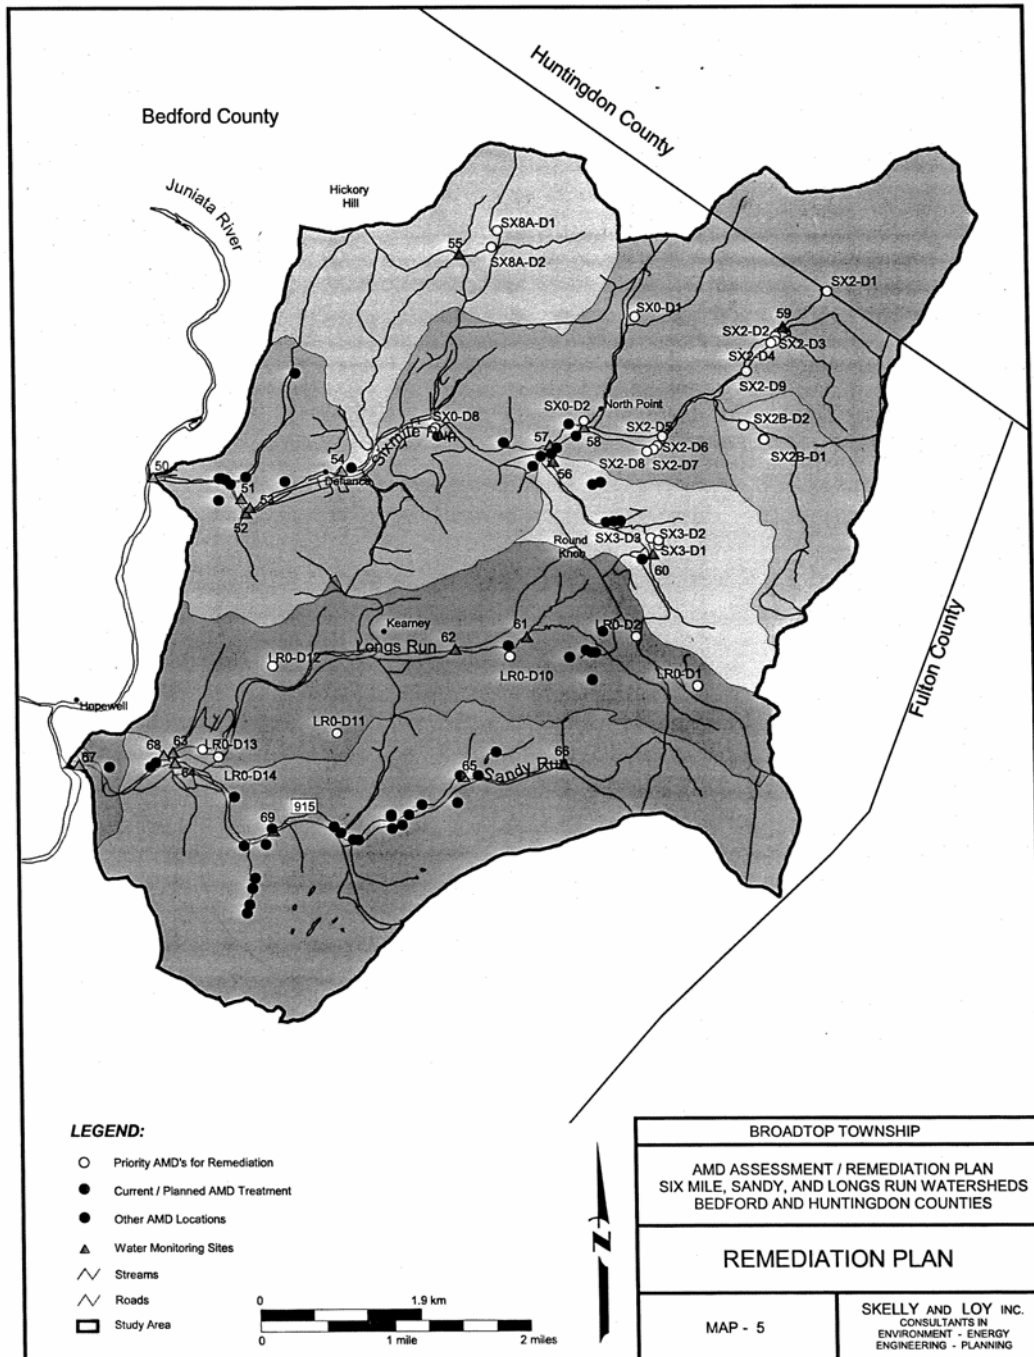 Bedford County
Huntingdon County
Juniata River
Hickory
Hill
SX8A-D1
55
SX8A-D2
SX2-D1
SX0-D1
59
SX2-D2
SX2-D3
SX2-D4
SX2-D9
North Point
SX0-D2
SX0-D8
SX2B-D2
Sixmile Run
57
58
SX2-D5
SX2-D6
SX2B-D1
SX2-D8
SX2-D7
56
54
50
Defiance
51
53
52
SX3-D2
SX3-D3
Round
Knob
SX3-D1
60
Fulton County
Kearney
61
LR0-D2
62
Longs Run
LR0-D12
LR0-D10
LR0-D1
Hopewell
LR0-D11
63
LR0-D13
68
66
67
64
65
Sandy Run
LR0-D14
915
69
LEGEND:
Priority AMD's for Remediation
Current / Planned AMD Treatment
Other AMD Locations
Water Monitoring Sites
Streams
Roads
Study Area
0 1.9 km
0 1 mile 2 miles
N
BROADTOP TOWNSHIP
AMD ASSESSMENT / REMEDIATION PLAN
SIX MILE, SANDY, AND LONGS RUN WATERSHEDS
BEDFORD AND HUNTINGDON COUNTIES
REMEDIATION PLAN
MAP - 5
SKELLY AND LOY INC.
CONSULTANTS IN
ENVIRONMENT - ENERGY
ENGINEERING - PLANNING